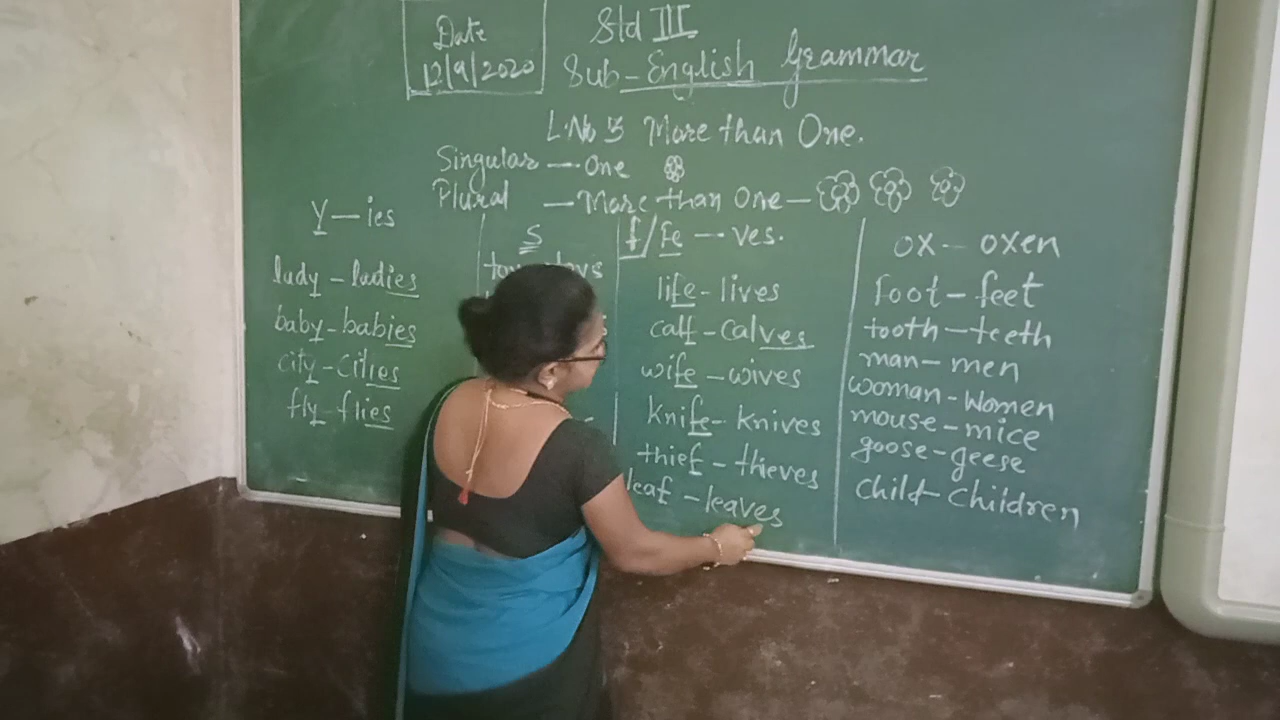 Date
12/9/2020
Std III
Sub - English Grammar
L.No 5 More than One.
Singular — One
Plural — More than One —
Y — ies
lady - ladies
baby - babies
city - cities
fly - flies
S
f/fe — ves.
life - lives
calf - calves
wife - wives
knife - knives
thief - thieves
leaf - leaves
ox - oxen
foot - feet
tooth - teeth
man - men
woman - women
mouse - mice
goose - geese
child - children